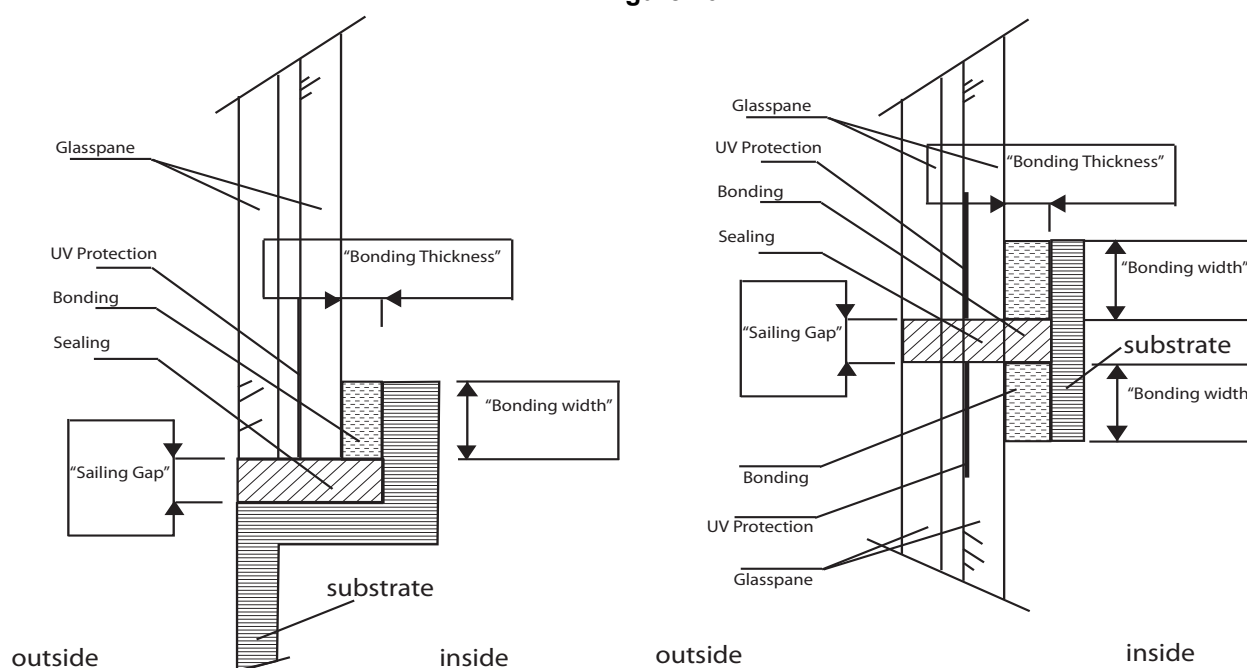 Glasspane
"Bonding Thickness"
UV Protection
Bonding
Sealing
"Bonding width"
"Sailing Gap"
substrate
outside
inside
Glasspane
UV Protection
"Bonding Thickness"
Bonding
Sealing
"Bonding width"
"Sailing Gap"
substrate
"Bonding width"
Bonding
UV Protection
Glasspane
outside
inside